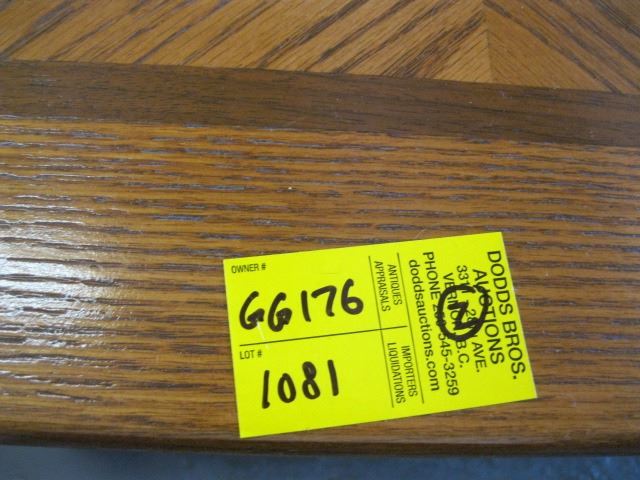 OWNER #
GG176
LOT #
1081
ANTIQUES
APPRAISALS
IMPORTERS
LIQUIDATIONS
DODDS BROS.
AUCTIONS
AVE.
B.C.
PHONE 545-3259
doddsauctions.com